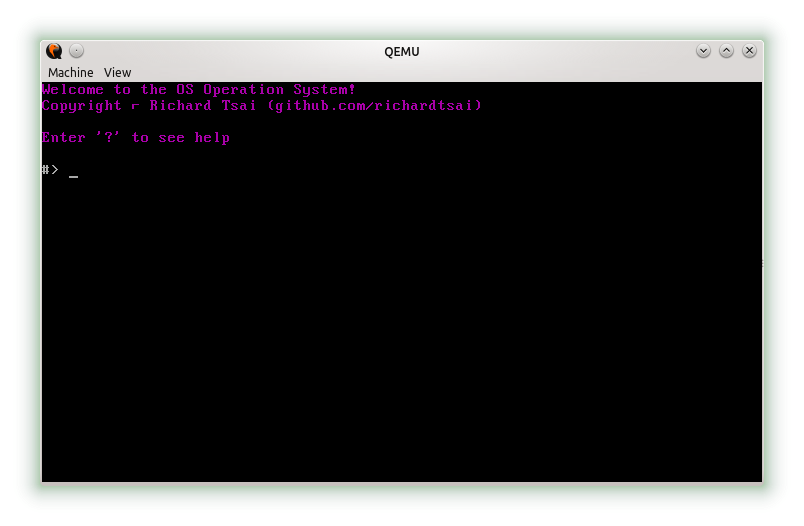 QEMU
Machine View
Welcome to the OS Operation System!
Copyright ⌐ Richard Tsai (github.com/richardtsai)
Enter '?' to see help
#> _